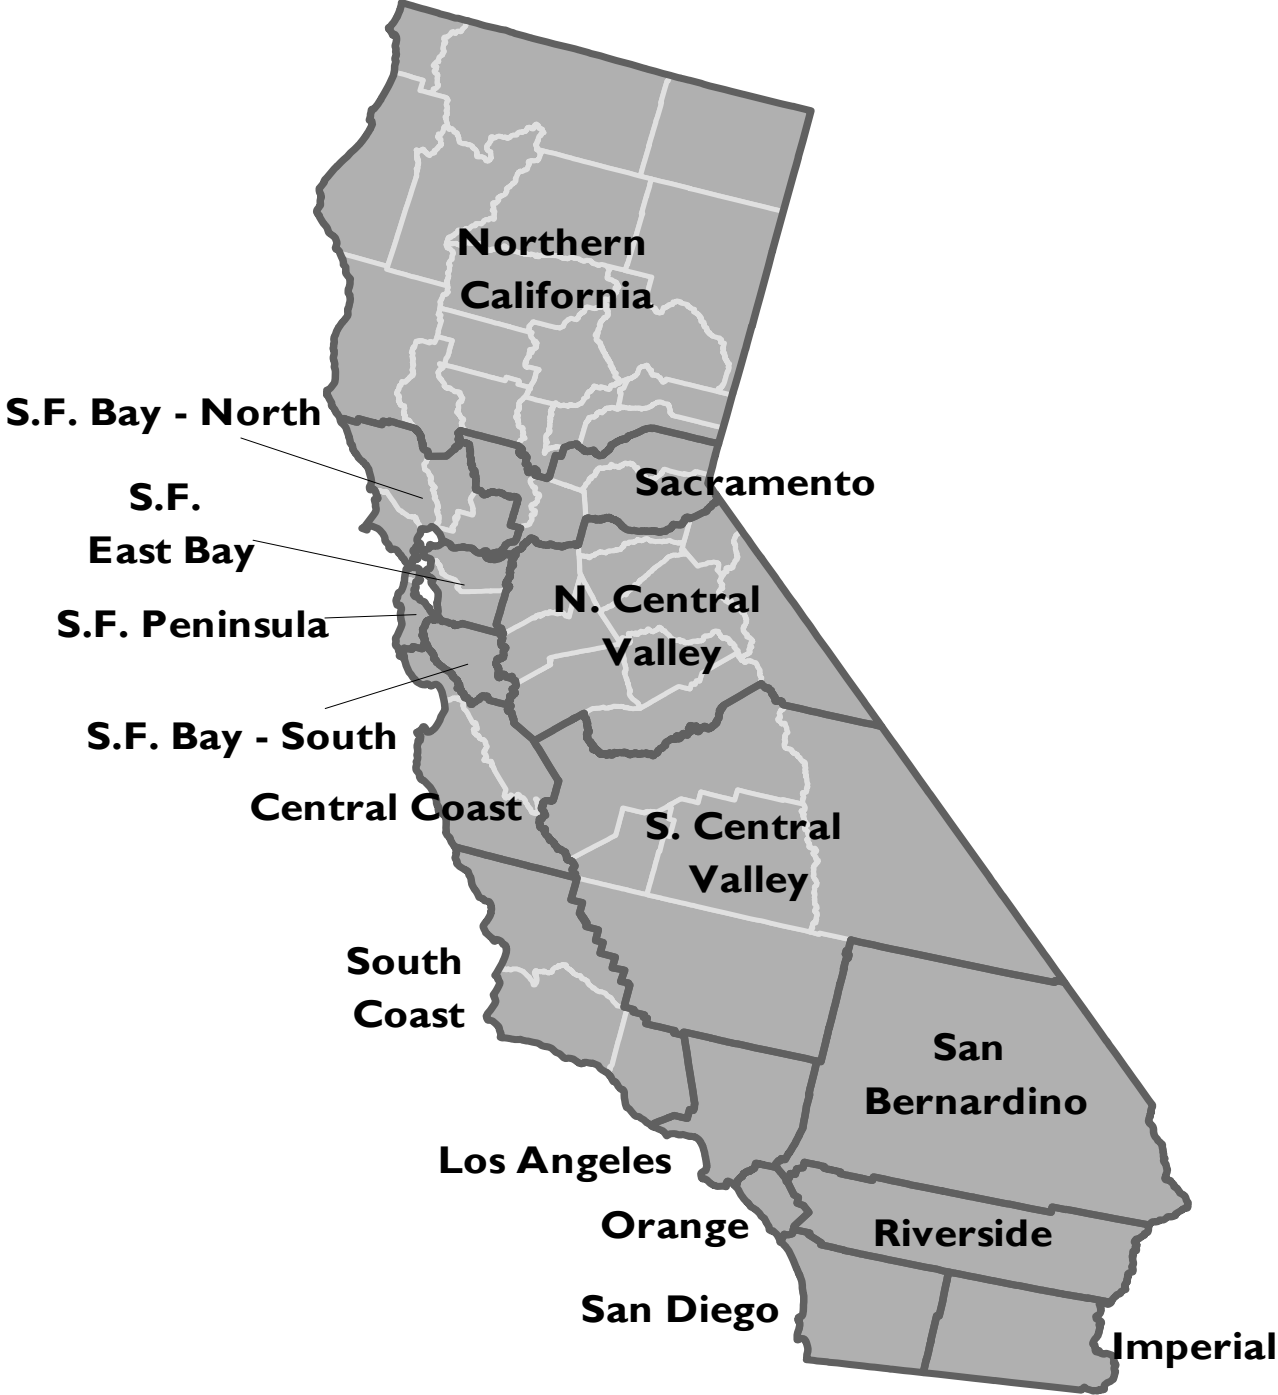 Northern
California
S.F. Bay - North
Sacramento
S.F.
East Bay
N. Central
Valley
S.F. Peninsula
S.F. Bay - South
Central Coast
S. Central
Valley
South
Coast
San
Bernardino
Los Angeles
Orange
Riverside
San Diego
Imperial